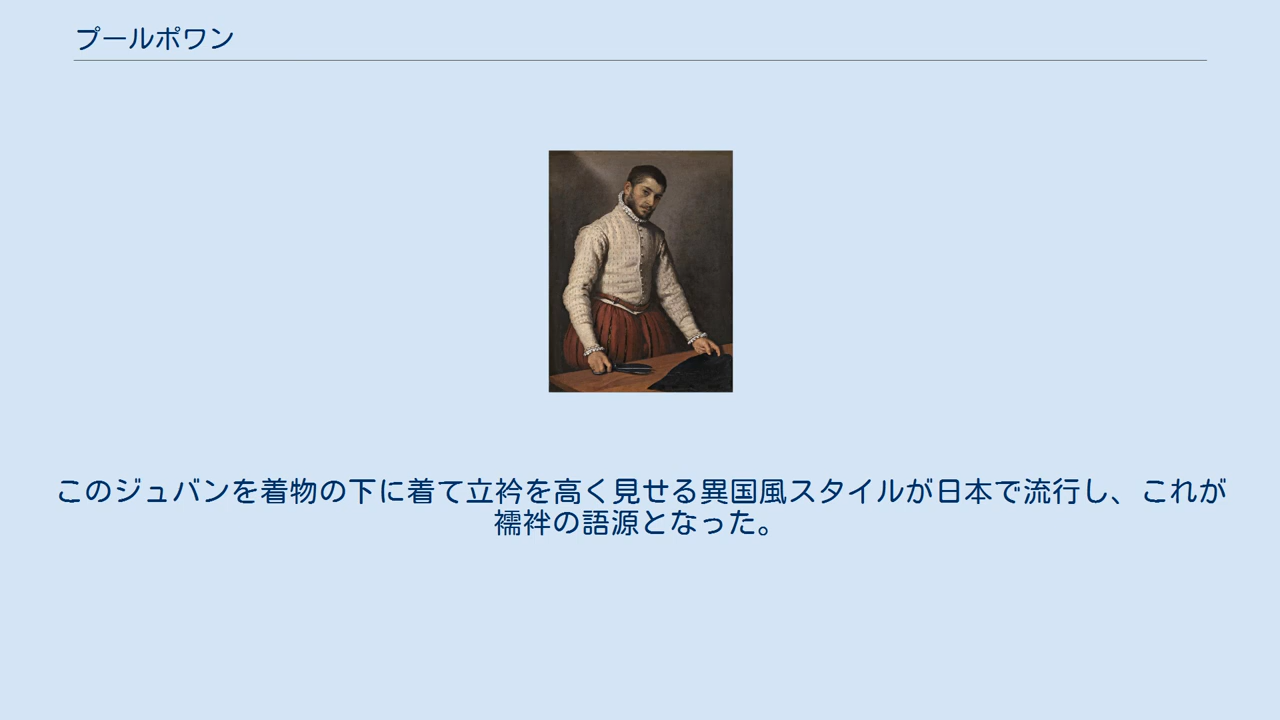 プールポワン
このジュバンを着物の下に着て立衿を高く見せる異国風スタイルが日本で流行し、これが
襦袢の語源となった。